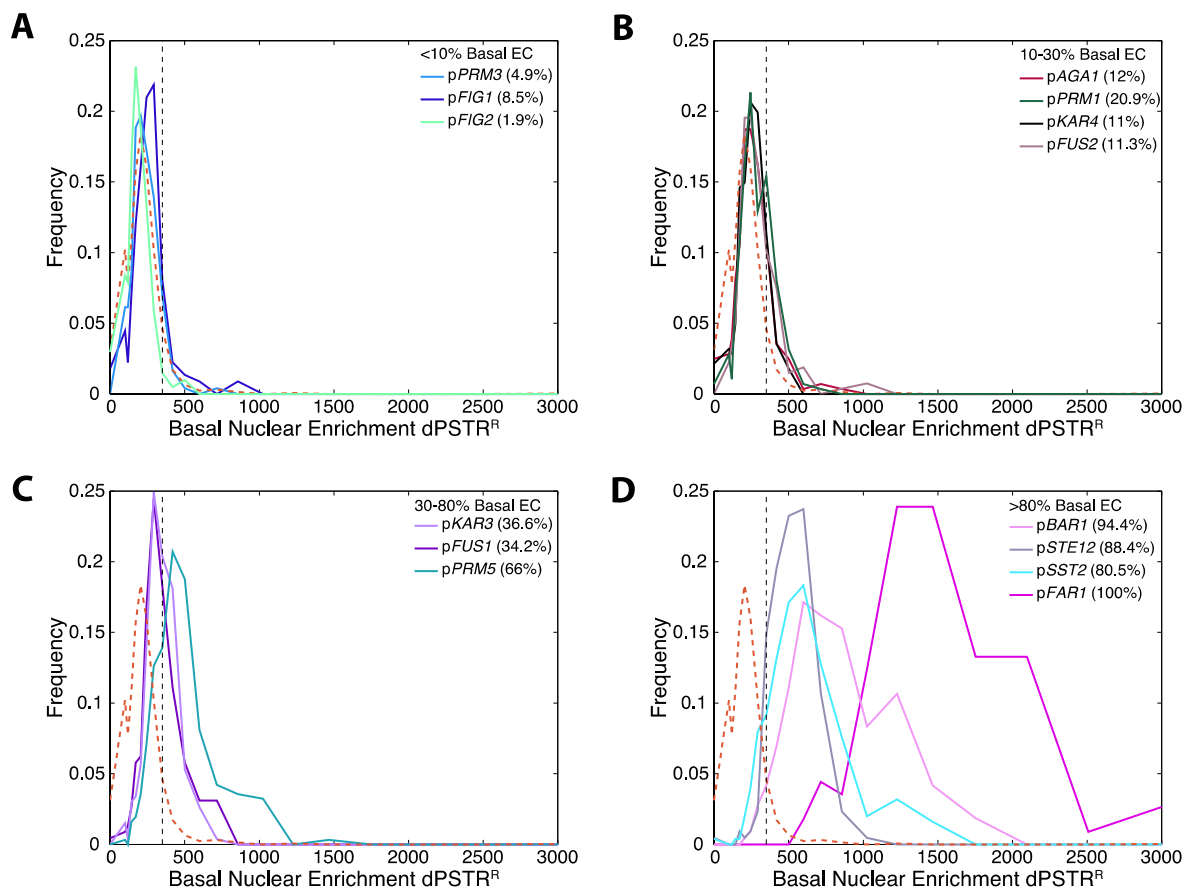 A
<10% Basal EC
pPRM3 (4.9%)
pFIG1 (8.5%)
pFIG2 (1.9%)
Frequency
0.25
0.2
0.15
0.1
0.05
0
0 500 1000 1500 2000 2500 3000
Basal Nuclear Enrichment dPSTRᴿ
B
10-30% Basal EC
pAGA1 (12%)
pPRM1 (20.9%)
pKAR4 (11%)
pFUS2 (11.3%)
Frequency
0.25
0.2
0.15
0.1
0.05
0
0 500 1000 1500 2000 2500 3000
Basal Nuclear Enrichment dPSTRᴿ
C
30-80% Basal EC
pKAR3 (36.6%)
pFUS1 (34.2%)
pPRM5 (66%)
Frequency
0.25
0.2
0.15
0.1
0.05
0
0 500 1000 1500 2000 2500 3000
Basal Nuclear Enrichment dPSTRᴿ
D
>80% Basal EC
pBAR1 (94.4%)
pSTE12 (88.4%)
pSST2 (80.5%)
pFAR1 (100%)
Frequency
0.25
0.2
0.15
0.1
0.05
0
0 500 1000 1500 2000 2500 3000
Basal Nuclear Enrichment dPSTRᴿ